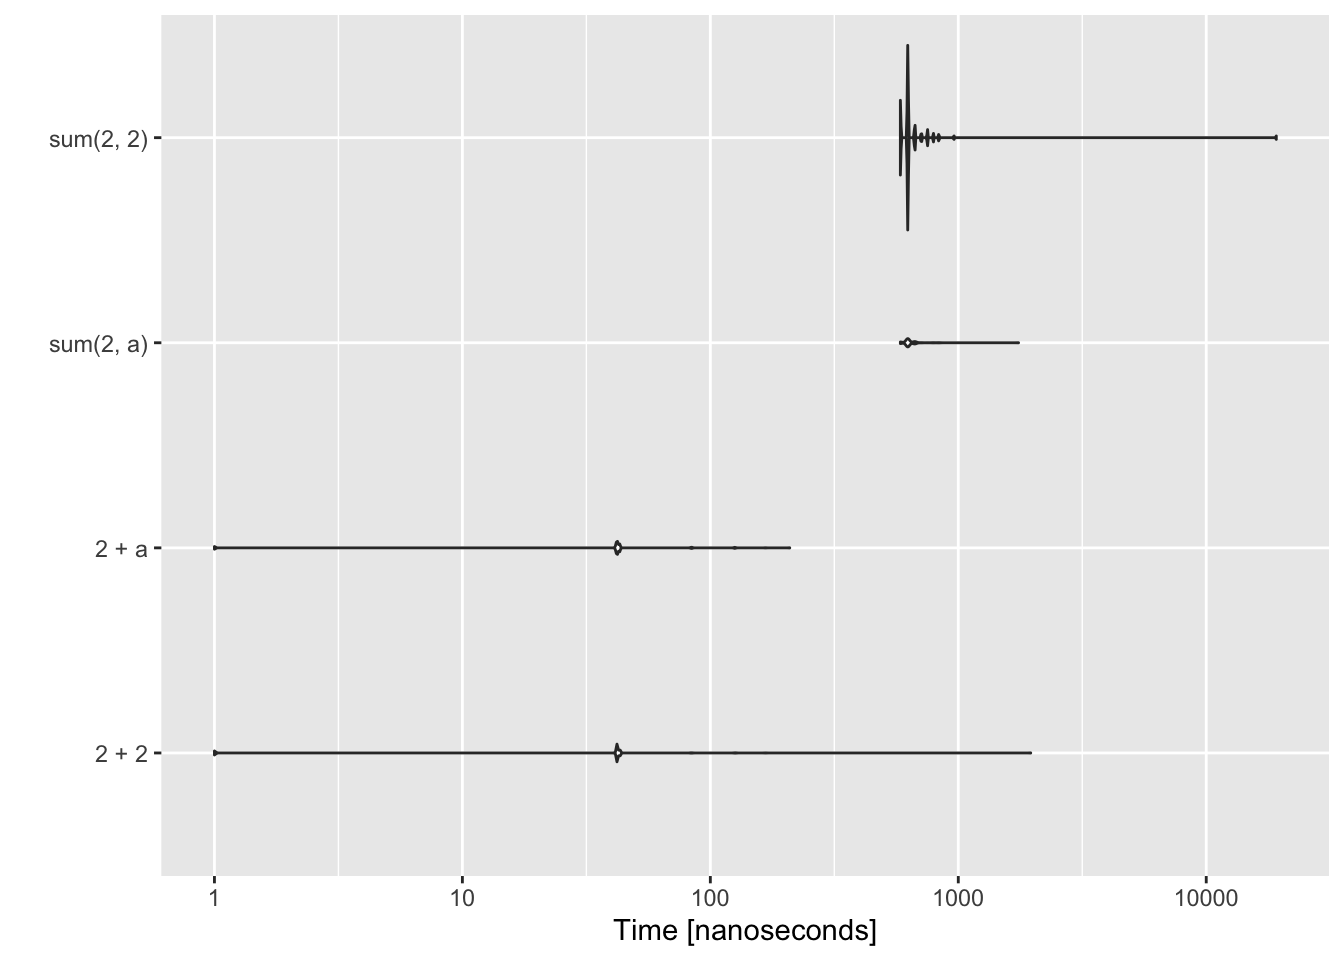 sum(2, 2)
sum(2, a)
2 + a
2 + 2
1 10 100 1000 10000
Time [nanoseconds]